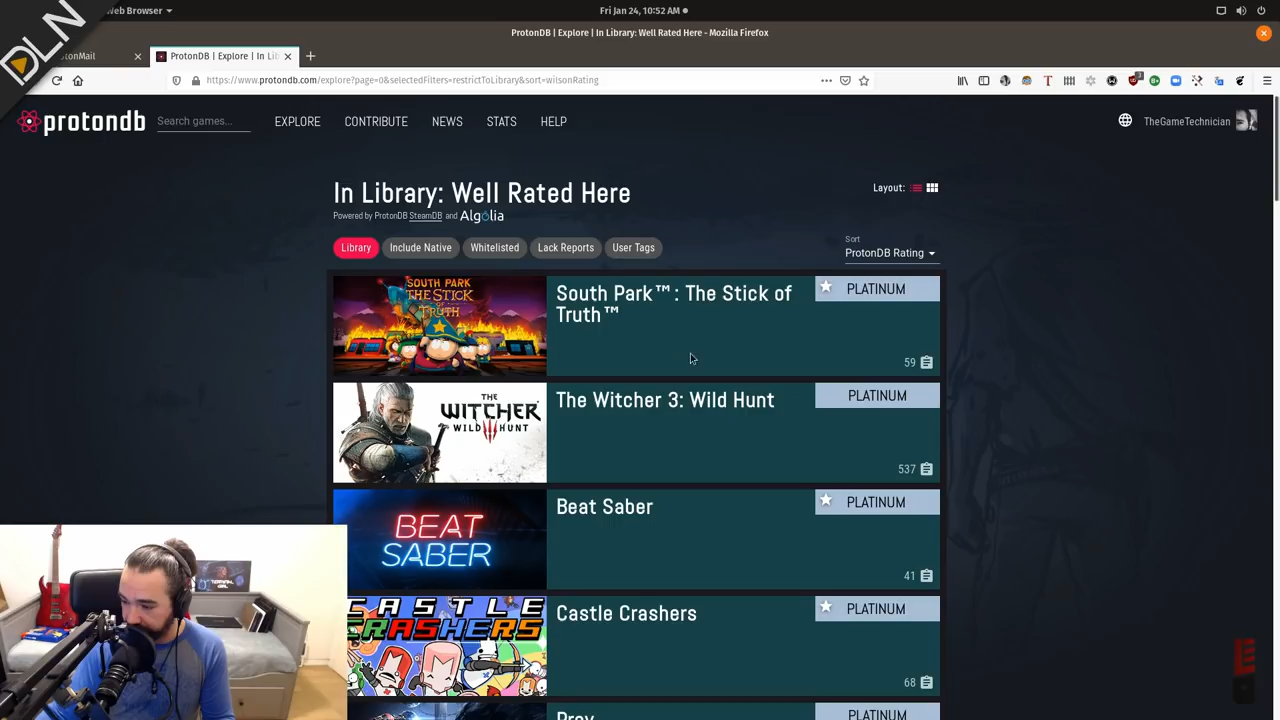 DLN
Web Browser
Fri Jan 24, 10:52 AM
ProtonDB | Explore | In Library: Well Rated Here - Mozilla Firefox
ProtonDB | Explore | In Lib
https://www.protondb.com/explore?page=0&selectedFilters=restrictToLibrary&sort=wilsonRating
protondb
Search games...
EXPLORE
CONTRIBUTE
NEWS
STATS
HELP
TheGameTechnician
In Library: Well Rated Here
Layout:
Powered by ProtonDB SteamDB and Algolia
Library
Include Native
Whitelisted
Lack Reports
User Tags
Sort
ProtonDB Rating
SOUTH PARK
THE STICK
OF
TRUTH
South Park™: The Stick of
Truth™
PLATINUM
59
THE
WITCHER
WILD HUNT
The Witcher 3: Wild Hunt
PLATINUM
537
BEAT
SABER
Beat Saber
PLATINUM
41
CASTLE
CRASHERS
Castle Crashers
PLATINUM
68
Prey
PLATINUM